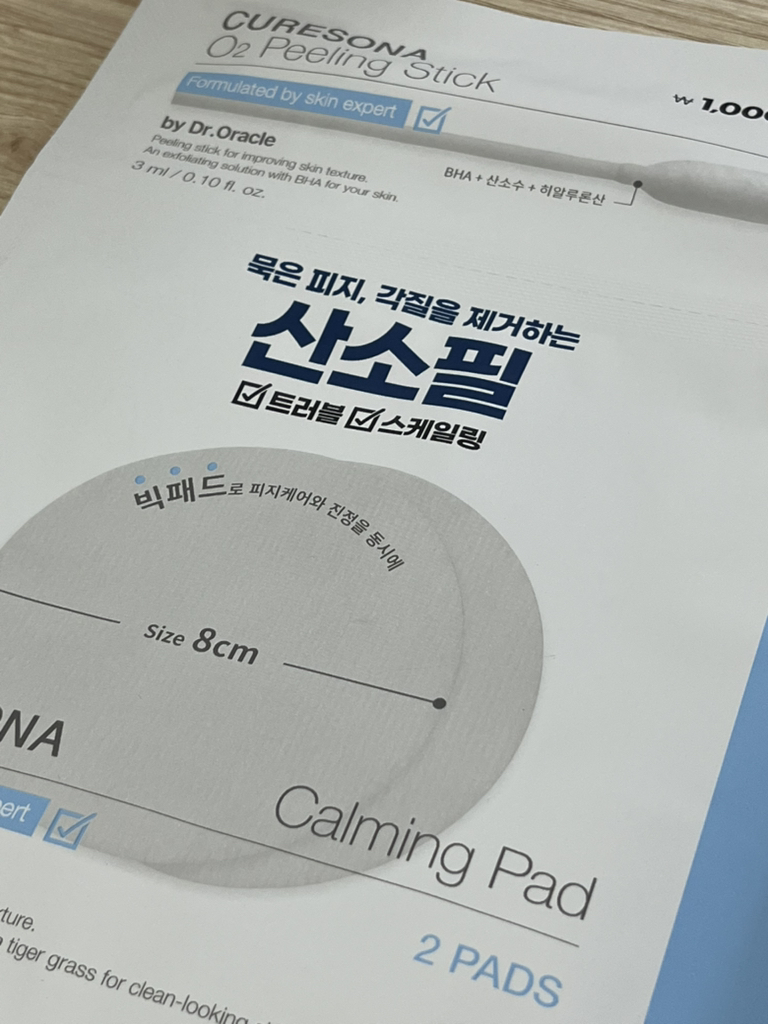 CURESONA
O2 Peeling Stick
₩ 1,00
Formulated by skin expert
by Dr.Oracle
Peeling stick for improving skin texture.
An exfoliating solution with BHA for your skin.
3 ml / 0.10 fl. oz.
BHA + 산소수 + 히알루론산
묵은 피지, 각질을 제거하는
산소필
트러블 스케일링
빅패드로 피지케어와 진정을 동시에
Size 8cm
NA
ert
Calming Pad
2 PADS
ture.
tiger grass for clean-looking